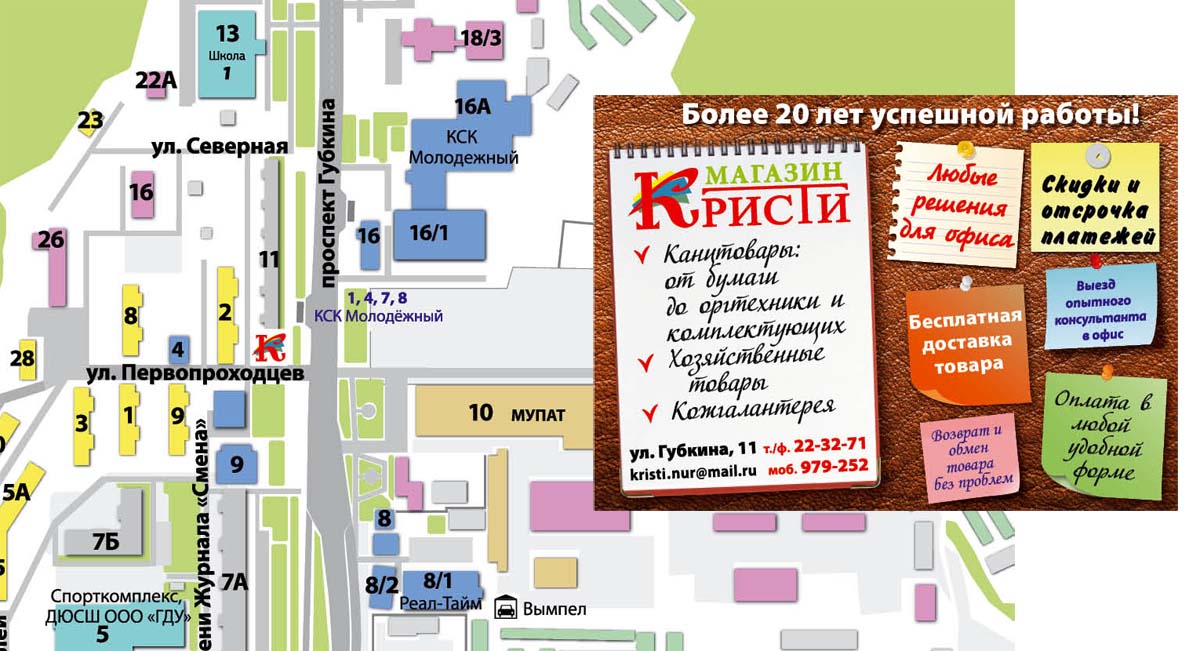 13
Школа
1
18/3
22А
16А
КСК
Молодежный
23
ул. Северная
проспект Губкина
16
16
16/1
26
11
1, 4, 7, 8
КСК Молодёжный
8
2
4
К
28
ул. Первопроходцев
3
1
9
10 МУПАТ
9
5А
7Б
7А
8
8/2
8/1
Реал-Тайм
Вымпел
Спорткомплекс,
ДЮСШ ООО «ГДУ»
5
ени Журнала «Смена»
Более 20 лет успешной работы!
МАГАЗИН
КРИСТИ
Канцтовары:
от бумаги
до оргтехники и
комплектующих
Хозяйственные
товары
Кожгалантерея
ул. Губкина, 11 т./ф. 22-32-71
kristi.nur@mail.ru моб. 979-252
Любые
решения
для офиса
Скидки и
отсрочка
платежей
Выезд
опытного
консультанта
в офис
Бесплатная
доставка
товара
Оплата в
любой
удобной
форме
Возврат и
обмен
товара
без проблем